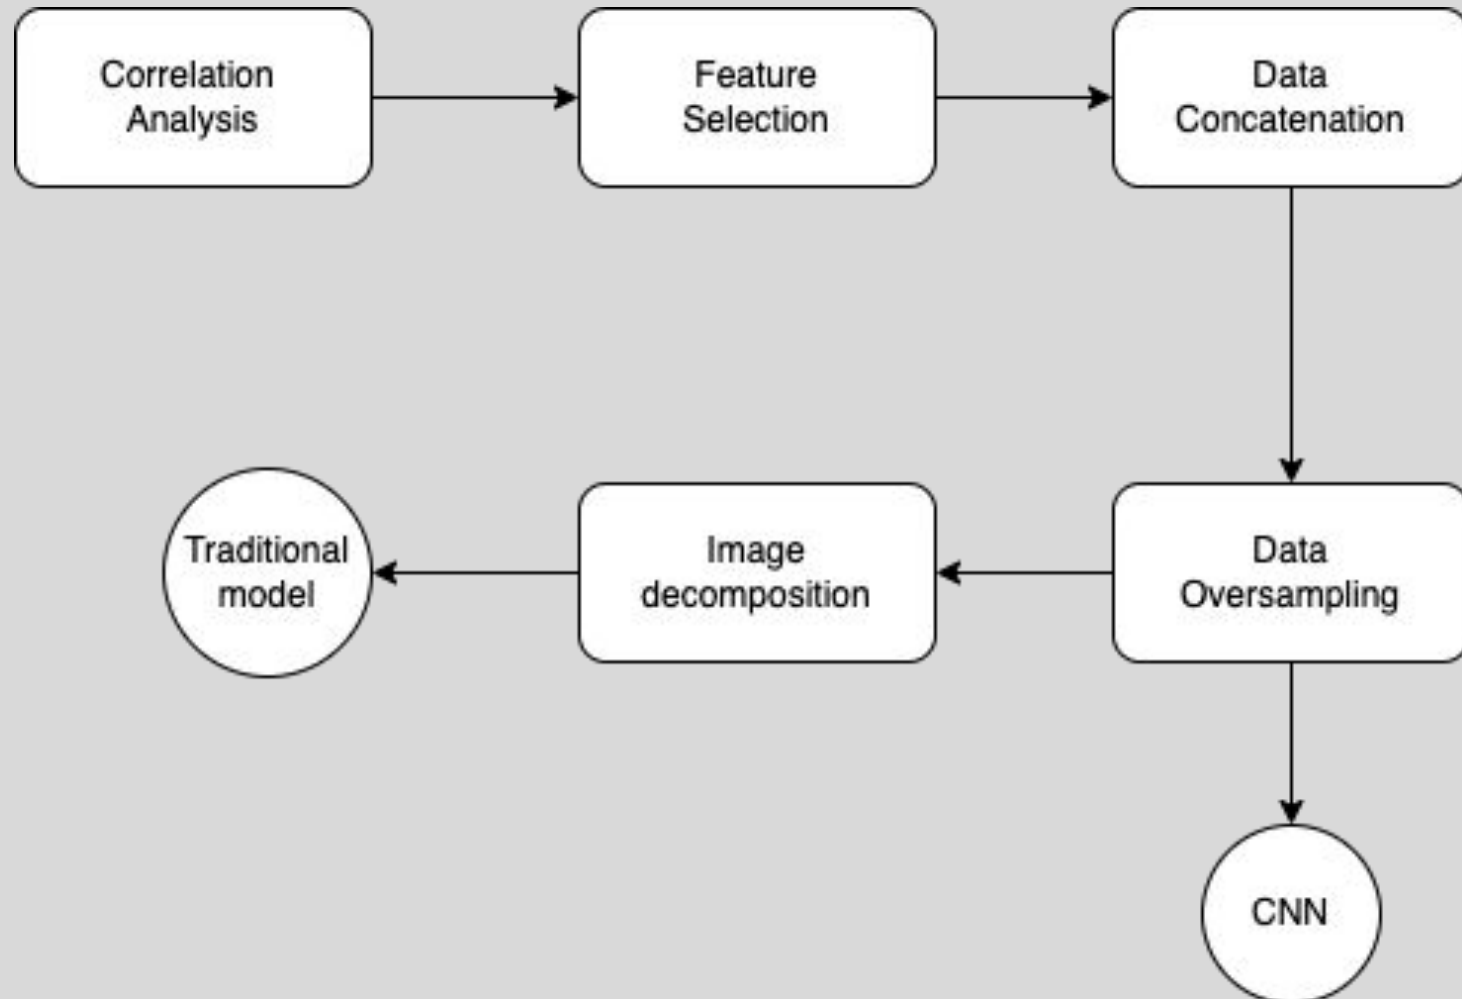 Correlation
Analysis
Feature
Selection
Data
Concatenation
Traditional
model
Image
decomposition
Data
Oversampling
CNN